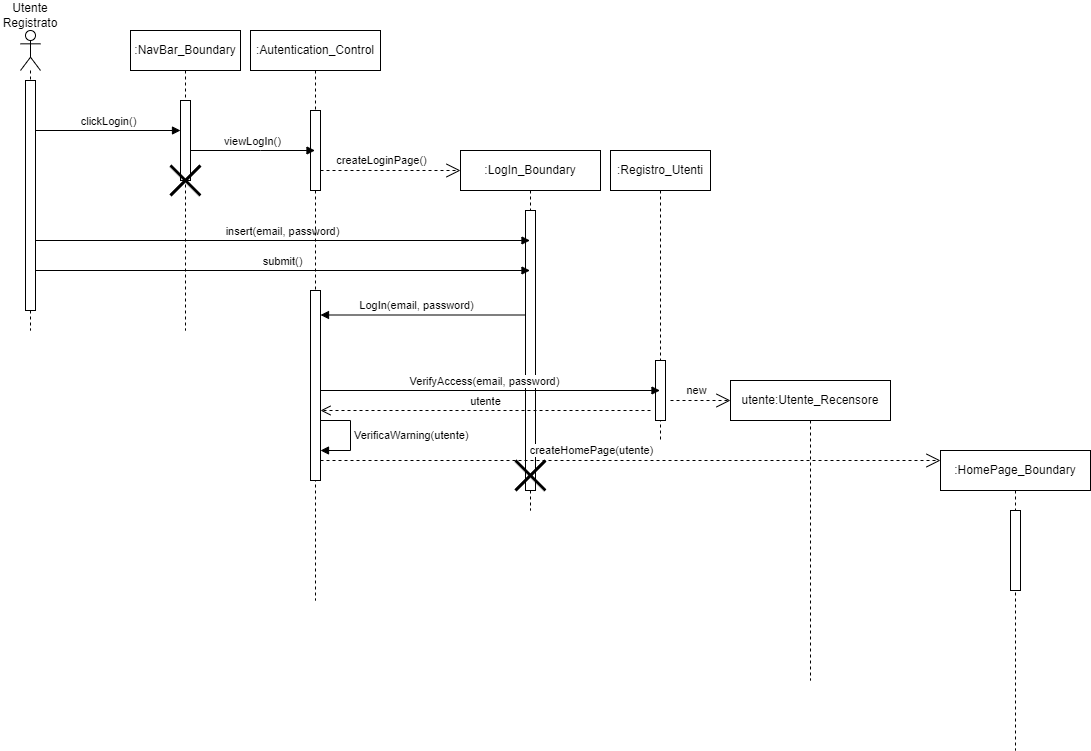 Utente
Registrato
:NavBar_Boundary
:Autentication_Control
clickLogin()
viewLogIn()
createLoginPage()
:LogIn_Boundary
:Registro_Utenti
insert(email, password)
submit()
LogIn(email, password)
VerifyAccess(email, password)
new
utente:Utente_Recensore
utente
VerificaWarning(utente)
createHomePage(utente)
:HomePage_Boundary